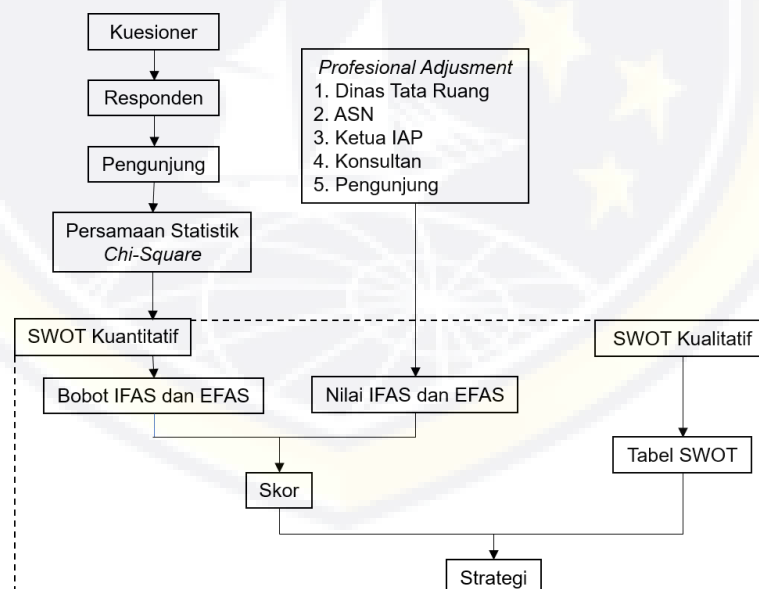 Kuesioner
Responden
Pengunjung
Persamaan Statistik
Chi-Square
Profesional Adjusment
1. Dinas Tata Ruang
2. ASN
3. Ketua IAP
4. Konsultan
5. Pengunjung
SWOT Kuantitatif
SWOT Kualitatif
Bobot IFAS dan EFAS
Nilai IFAS dan EFAS
Tabel SWOT
Skor
Strategi